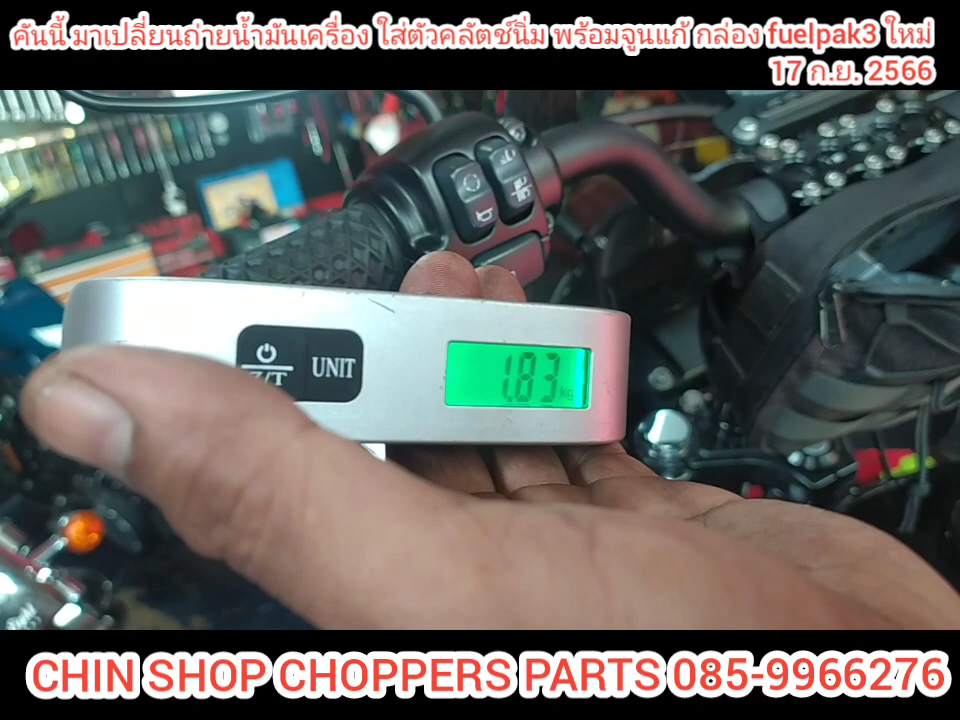 คันนี้ มาเปลี่ยนถ่ายน้ำมันเครื่อง ใส่ตัวคลัตช์นิ่ม พร้อมจูนแก้ กล่อง fuelpak3 ใหม่
17 ก.ย. 2566
Z/T UNIT
1.83 kg
CHIN SHOP CHOPPERS PARTS 085-9966276